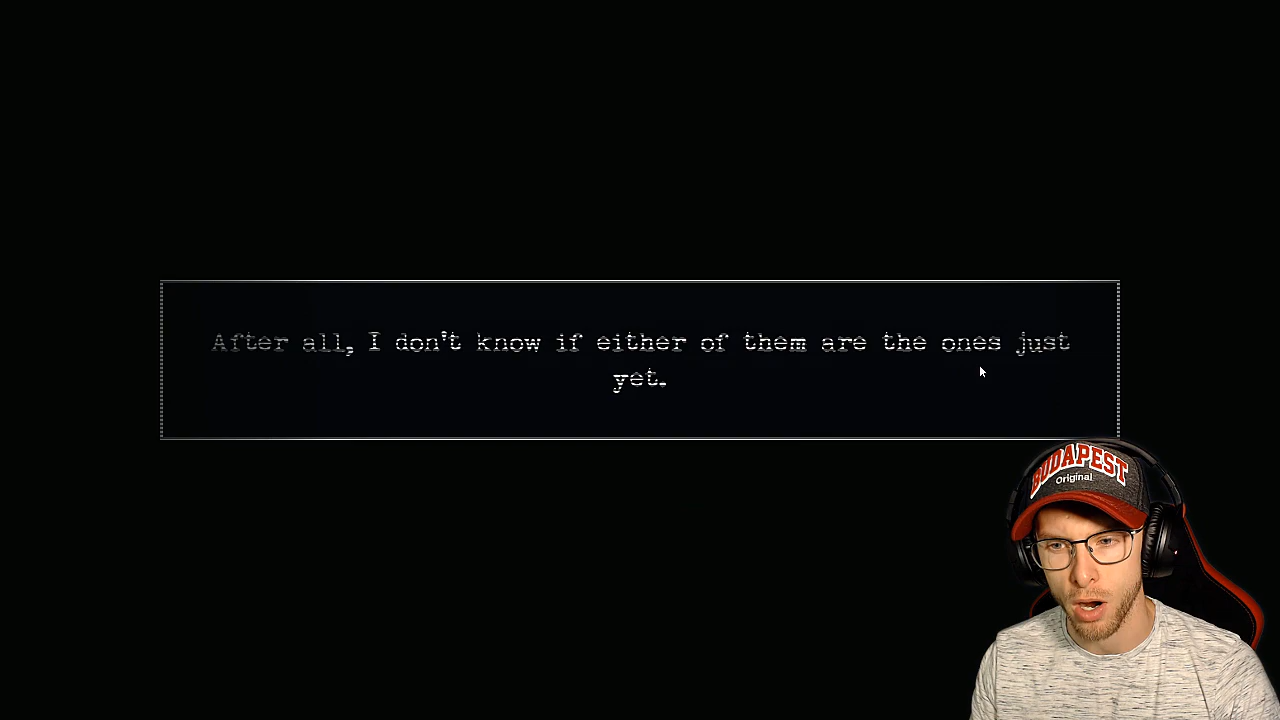 After all, I don't know if either of them are the ones just
yet.
BUDAPEST
Original